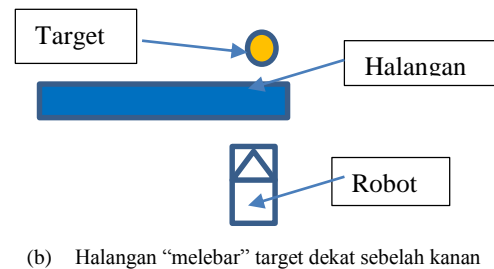 Target
Halangan
Robot
(b) Halangan “melebar” target dekat sebelah kanan